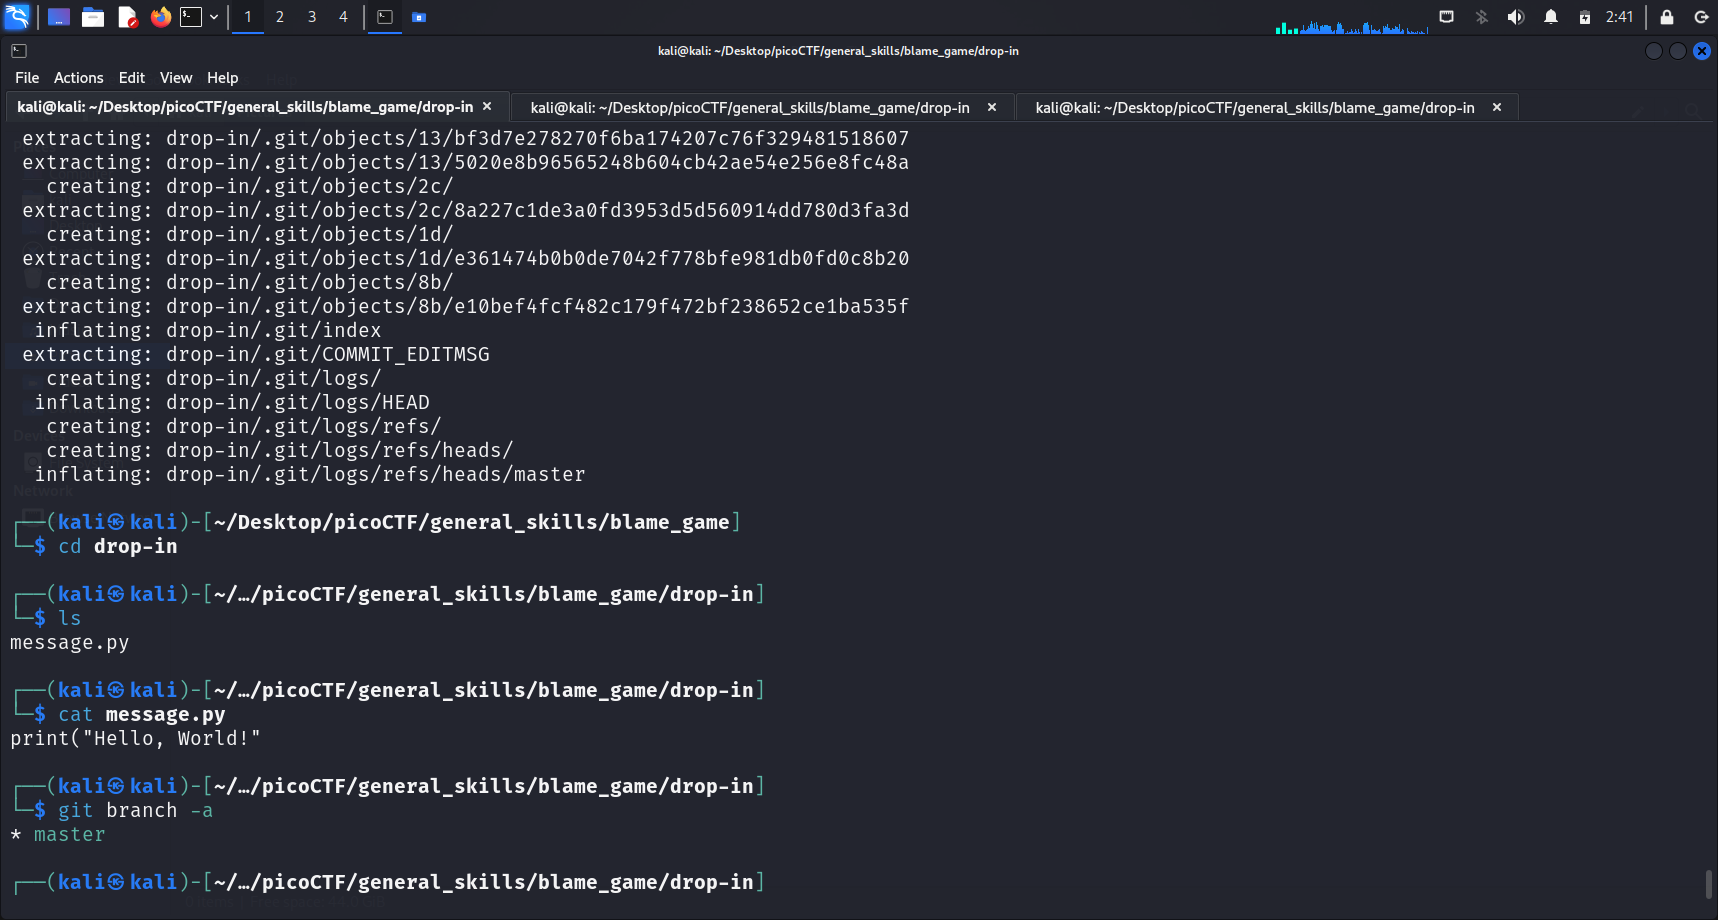 1 2 3 4 2:41
kali@kali: ~/Desktop/picoCTF/general_skills/blame_game/drop-in
File Actions Edit View Help
kali@kali: ~/Desktop/picoCTF/general_skills/blame_game/drop-in × kali@kali: ~/Desktop/picoCTF/general_skills/blame_game/drop-in × kali@kali: ~/Desktop/picoCTF/general_skills/blame_game/drop-in ×
extracting: drop-in/.git/objects/13/bf3d7e278270f6ba174207c76f329481518607
extracting: drop-in/.git/objects/13/5020e8b96565248b604cb42ae54e256e8fc48a
creating: drop-in/.git/objects/2c/
extracting: drop-in/.git/objects/2c/8a227c1de3a0fd3953d5d560914dd780d3fa3d
creating: drop-in/.git/objects/1d/
extracting: drop-in/.git/objects/1d/e361474b0b0de7042f778bfe981db0fd0c8b20
creating: drop-in/.git/objects/8b/
extracting: drop-in/.git/objects/8b/e10bef4fcf482c179f472bf238652ce1ba535f
inflating: drop-in/.git/index
extracting: drop-in/.git/COMMIT_EDITMSG
creating: drop-in/.git/logs/
inflating: drop-in/.git/logs/HEAD
creating: drop-in/.git/logs/refs/
creating: drop-in/.git/logs/refs/heads/
inflating: drop-in/.git/logs/refs/heads/master
┌──(kali㉿kali)-[~/Desktop/picoCTF/general_skills/blame_game]
└─$ cd drop-in
┌──(kali㉿kali)-[~/…/picoCTF/general_skills/blame_game/drop-in]
└─$ ls
message.py
┌──(kali㉿kali)-[~/…/picoCTF/general_skills/blame_game/drop-in]
└─$ cat message.py
print("Hello, World!"
┌──(kali㉿kali)-[~/…/picoCTF/general_skills/blame_game/drop-in]
└─$ git branch -a
* master
┌──(kali㉿kali)-[~/…/picoCTF/general_skills/blame_game/drop-in]